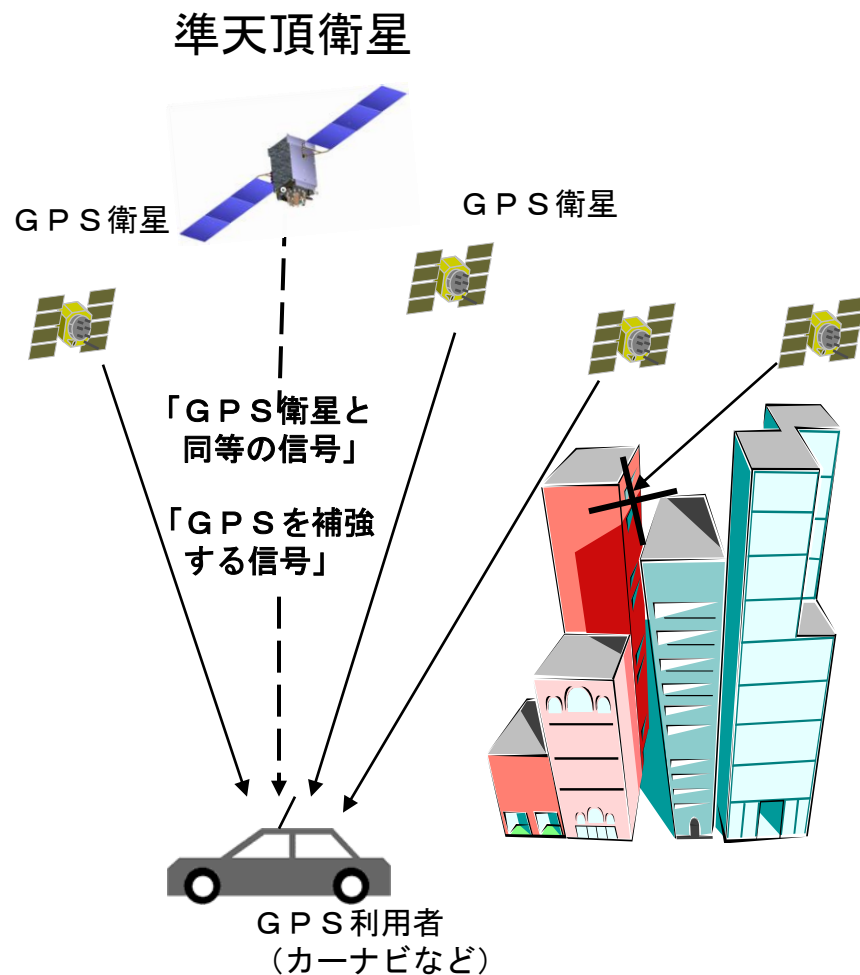 準天頂衛星
GPS衛星
GPS衛星
「GPS衛星と
同等の信号」
「GPSを補強
する信号」
GPS利用者
（カーナビなど）